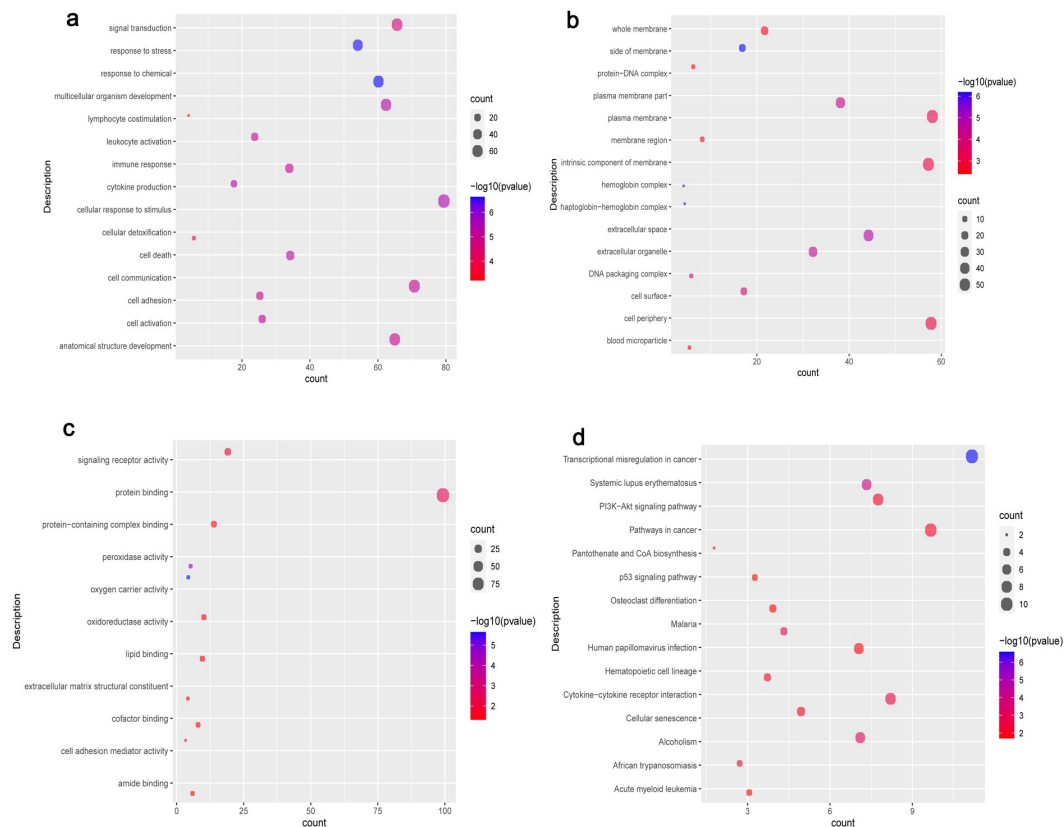 a
signal transduction
response to stress
response to chemical
multicellular organism development
lymphocyte costimulation
leukocyte activation
immune response
cytokine production
cellular response to stimulus
cellular detoxification
cell death
cell communication
cell adhesion
cell activation
anatomical structure development
Description
20 40 60 80
count
count
20
40
60
−log10(pvalue)
6
5
4
b
whole membrane
side of membrane
protein−DNA complex
plasma membrane part
plasma membrane
membrane region
intrinsic component of membrane
hemoglobin complex
haptoglobin−hemoglobin complex
extracellular space
extracellular organelle
DNA packaging complex
cell surface
cell periphery
blood microparticle
Description
20 40 60
count
−log10(pvalue)
6
5
4
3
count
10
20
30
40
50
c
signaling receptor activity
protein binding
protein−containing complex binding
peroxidase activity
oxygen carrier activity
oxidoreductase activity
lipid binding
extracellular matrix structural constituent
cofactor binding
cell adhesion mediator activity
amide binding
Description
0 25 50 75 100
count
count
25
50
75
−log10(pvalue)
5
4
3
2
d
Transcriptional misregulation in cancer
Systemic lupus erythematosus
PI3K−Akt signaling pathway
Pathways in cancer
Pantothenate and CoA biosynthesis
p53 signaling pathway
Osteoclast differentiation
Malaria
Human papillomavirus infection
Hematopoietic cell lineage
Cytokine−cytokine receptor interaction
Cellular senescence
Alcoholism
African trypanosomiasis
Acute myeloid leukemia
Description
3 6 9
count
count
2
4
6
8
10
−log10(pvalue)
6
5
4
3
2